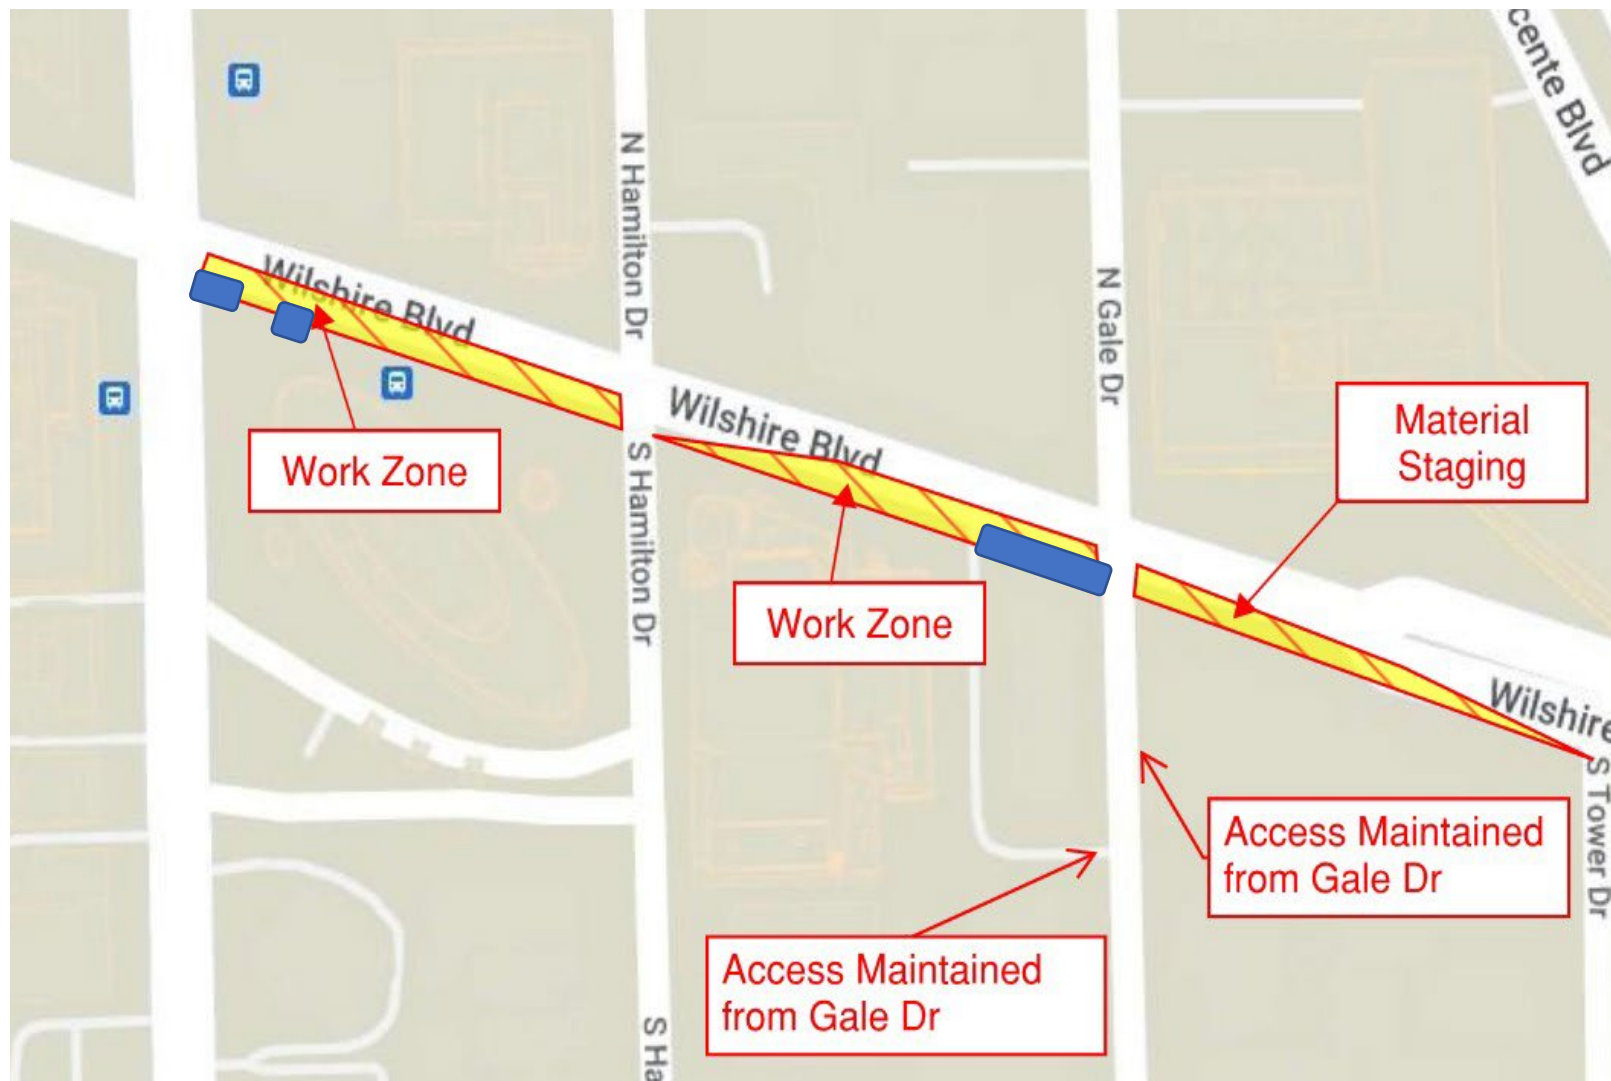 cente Blvd
N Hamilton Dr
Wilshire Blvd
N Gale Dr
Wilshire Blvd
Material
Staging
Work Zone
S Hamilton Dr
Work Zone
Wilshire
S Tower Dr
Access Maintained
from Gale Dr
Access Maintained
from Gale Dr
S Ha